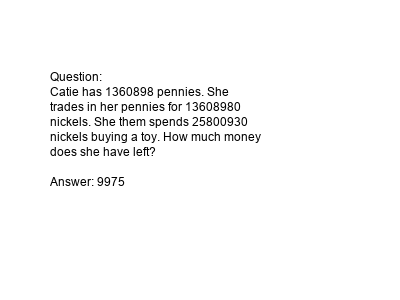 Question:
Catie has 1360898 pennies. She
trades in her pennies for 13608980
nickels. She them spends 25800930
nickels buying a toy. How much money
does she have left?

Answer: 9975